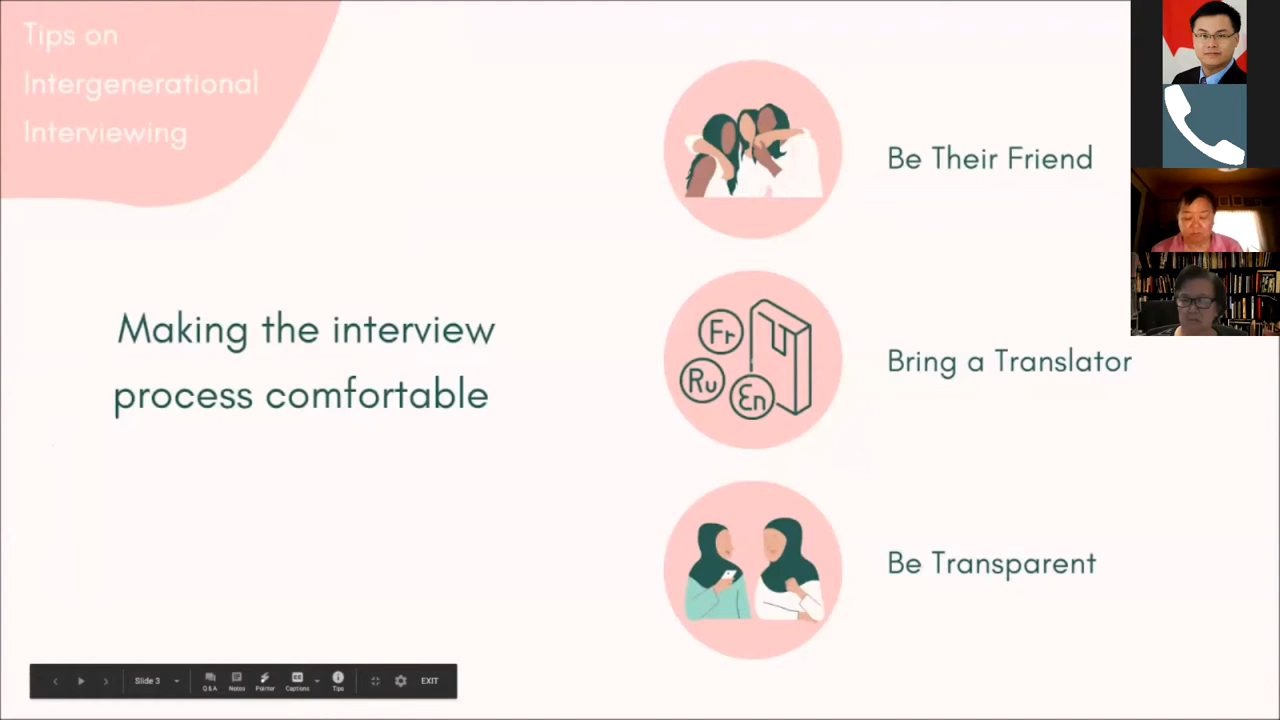 Tips on
Intergenerational
Interviewing
Making the interview
process comfortable
Be Their Friend
Fr
Ru
En
Bring a Translator
Be Transparent
Slide 3
Q&A
Notes
Pointer
Captions
Tips
EXIT